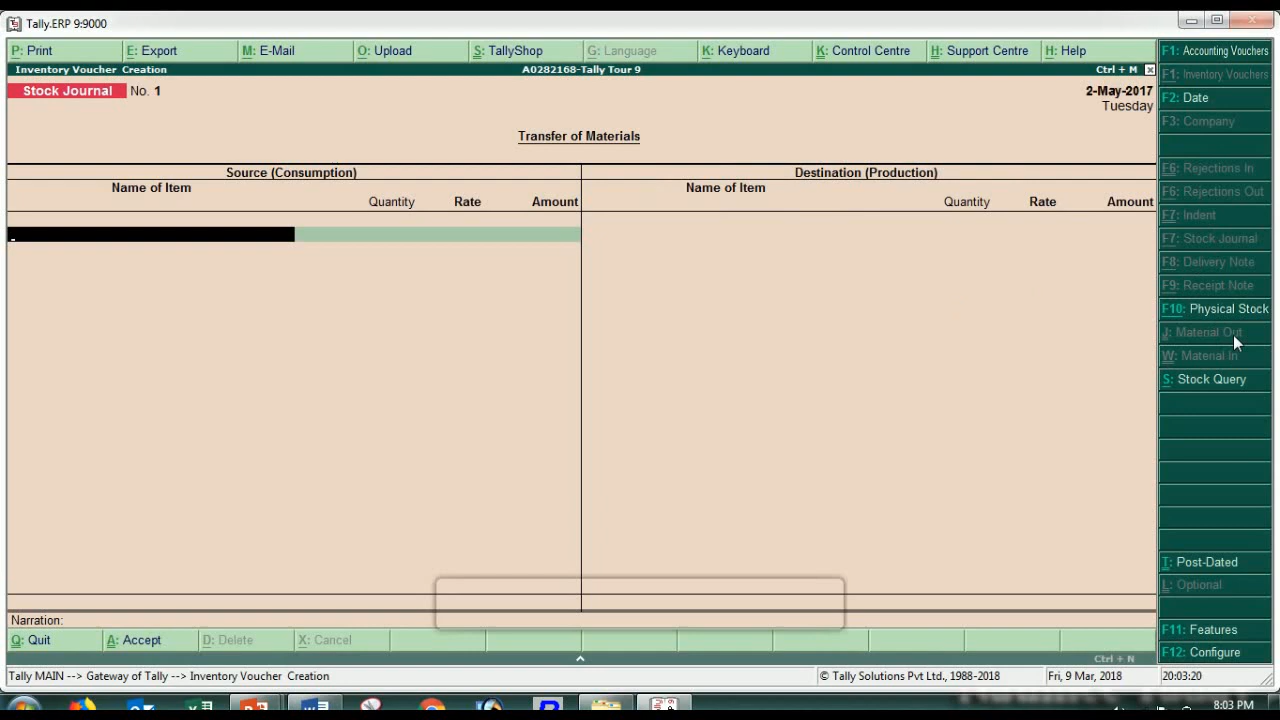 Tally.ERP 9:9000
P: Print
E: Export
M: E-Mail
O: Upload
S: TallyShop
G: Language
K: Keyboard
K: Control Centre
H: Support Centre
H: Help
Inventory Voucher Creation
A0282168-Tally Tour 9
Ctrl + M
Stock Journal No. 1
2-May-2017
Tuesday
Transfer of Materials
Source (Consumption)
Name of Item
Quantity Rate Amount
Destination (Production)
Name of Item
Quantity Rate Amount
Narration:
Q: Quit
A: Accept
D: Delete
X: Cancel
F1: Accounting Vouchers
F1: Inventory Vouchers
F2: Date
F3: Company
F6: Rejections In
F6: Rejections Out
F7: Indent
F7: Stock Journal
F8: Delivery Note
F9: Receipt Note
F10: Physical Stock
J: Material Out
W: Material In
S: Stock Query
T: Post-Dated
L: Optional
F11: Features
F12: Configure
Ctrl + N
Tally MAIN --> Gateway of Tally --> Inventory Voucher Creation
© Tally Solutions Pvt Ltd., 1988-2018
Fri, 9 Mar, 2018
20:03:20
8:03 PM